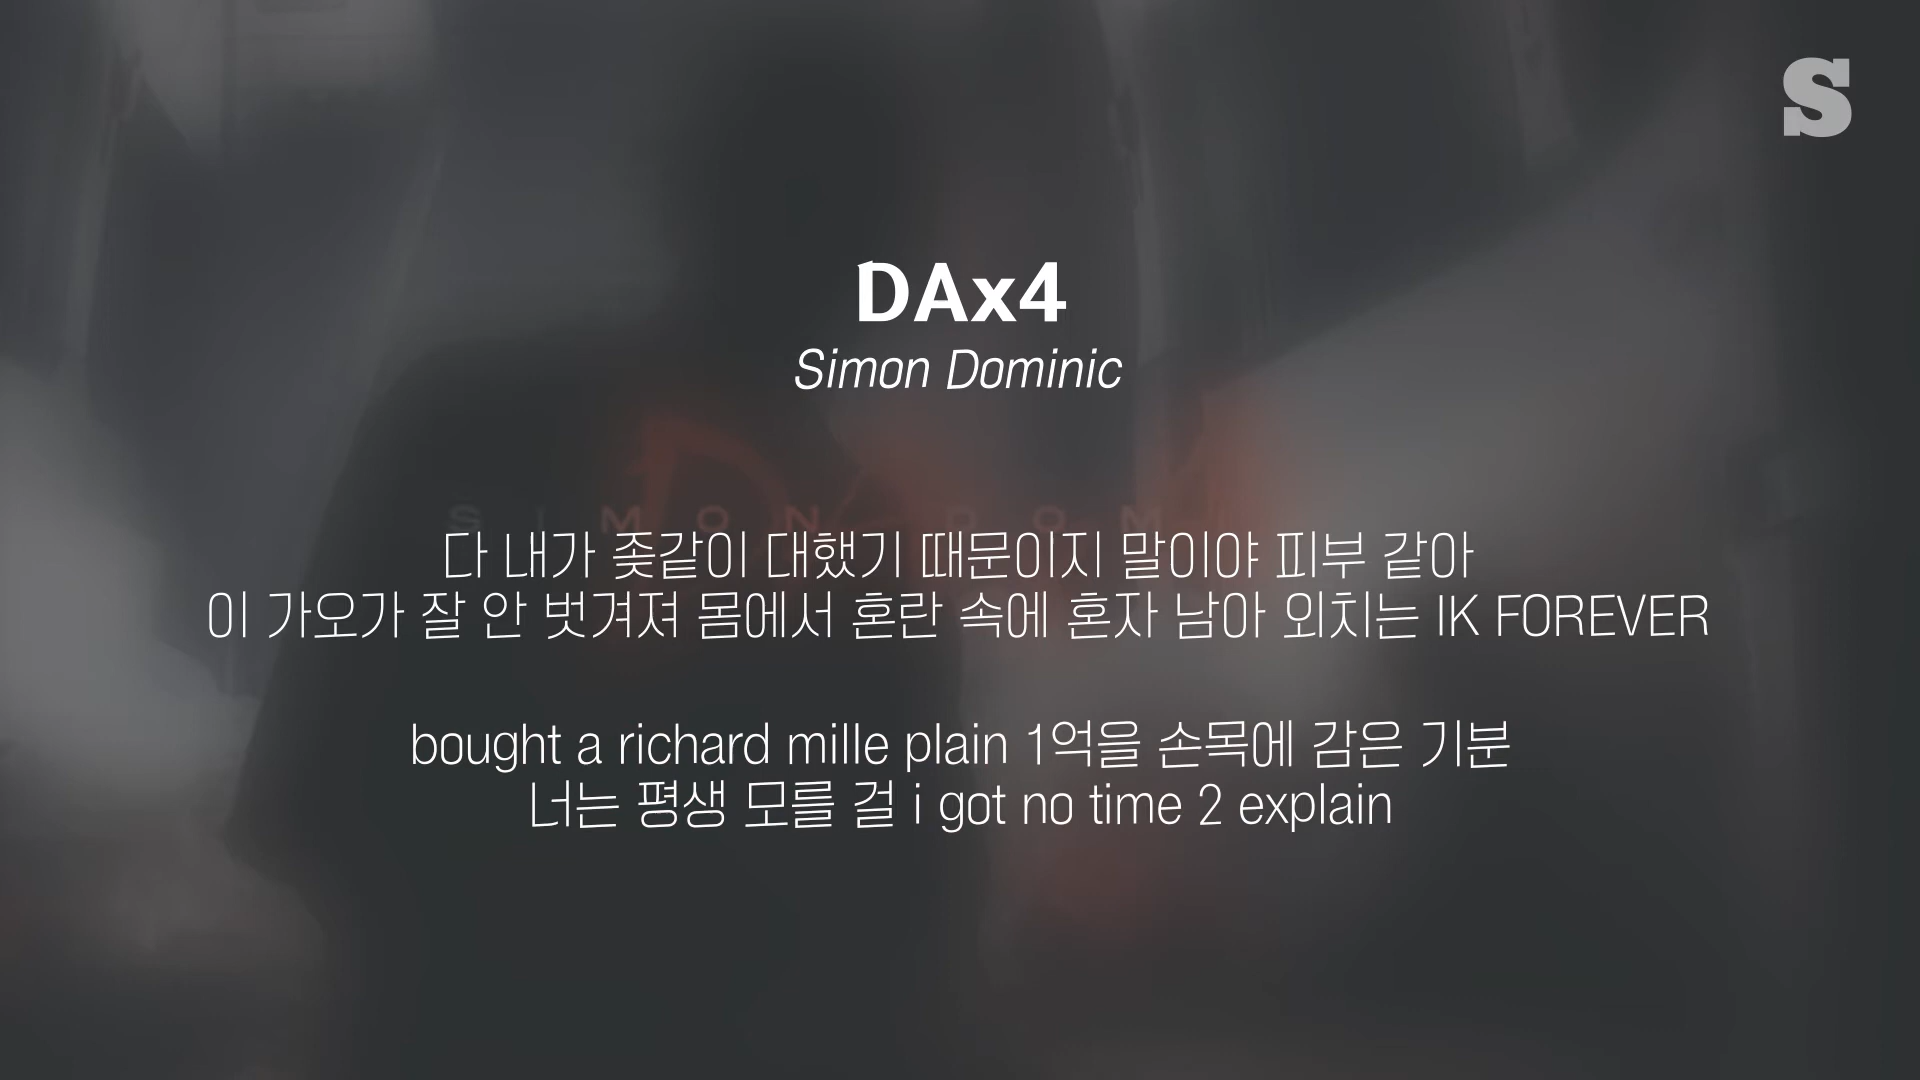 S
DAx4
Simon Dominic
SIMON DOM
다 내가 좆같이 대했기 때문이지 말이야 피부 같아
이 가오가 잘 안 벗겨져 몸에서 혼란 속에 혼자 남아 외치는 IK FOREVER
bought a richard mille plain 1억을 손목에 감은 기분
너는 평생 모를 걸 i got no time 2 explain